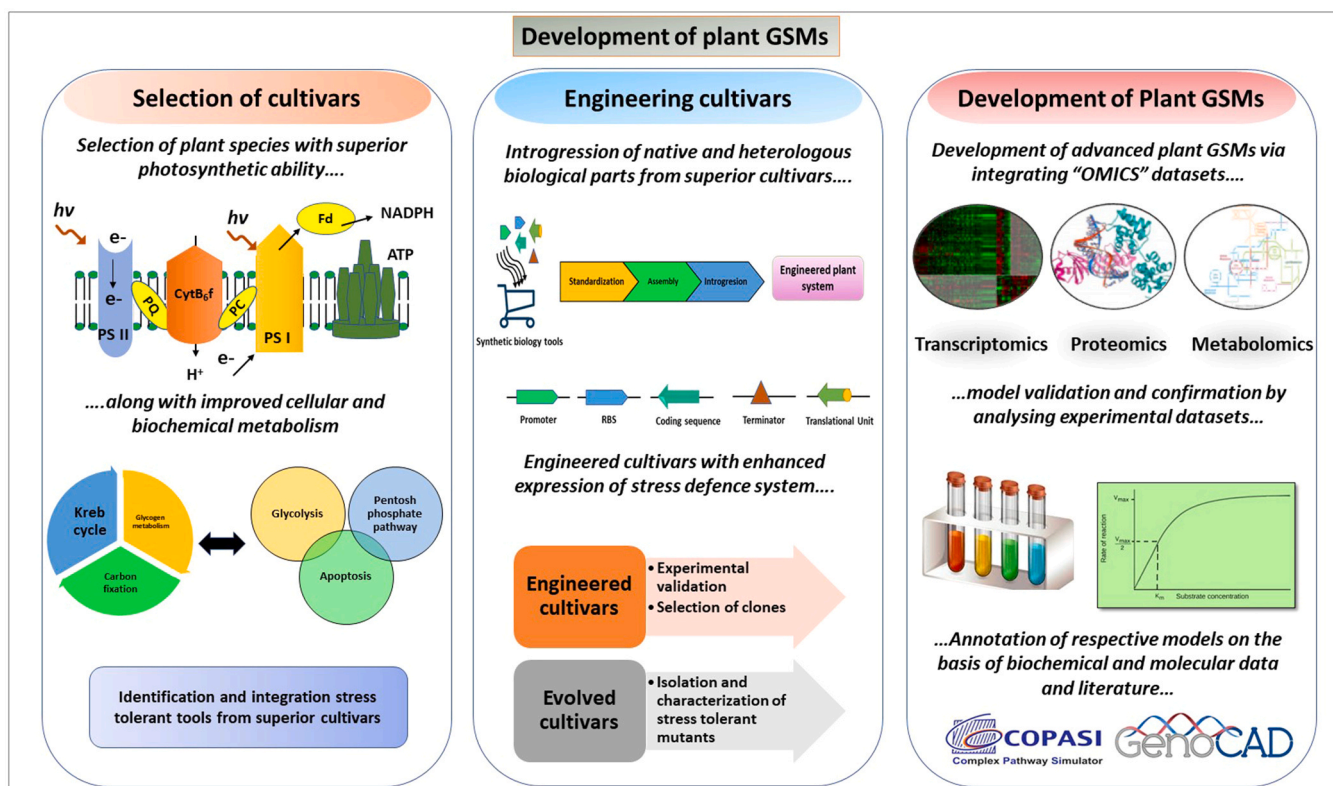 Development of plant GSMs
Selection of cultivars
Selection of plant species with superior
photosynthetic ability....
hv
hv
Fd
NADPH
e-
ATP
e-
PQ
CytB₆f
PC
PS II
PS I
e-
H⁺
....along with improved cellular and
biochemical metabolism
Kreb
cycle
Glycogen
metabolism
Carbon
fixation
Glycolysis
Pentosh
phosphate
pathway
Apoptosis
Identification and integration stress
tolerant tools from superior cultivars
Engineering cultivars
Introgression of native and heterologous
biological parts from superior cultivars....
Standardization
Assembly
Introgresion
Engineered plant
system
Synthetic biology tools
Promoter
RBS
Coding sequence
Terminator
Translational Unit
Engineered cultivars with enhanced
expression of stress defence system....
Engineered
cultivars
• Experimental
validation
• Selection of clones
Evolved
cultivars
• Isolation and
characterization of
stress tolerant
mutants
Development of Plant GSMs
Development of advanced plant GSMs via
integrating “OMICS” datasets....
Transcriptomics
Proteomics
Metabolomics
...model validation and confirmation by
analysing experimental datasets...
Vmax
Vmax
2
Rate of reaction
Km
Substrate concentration
...Annotation of respective models on the
basis of biochemical and molecular data
and literature...
COPASI
Complex Pathway Simulator
GenoCAD